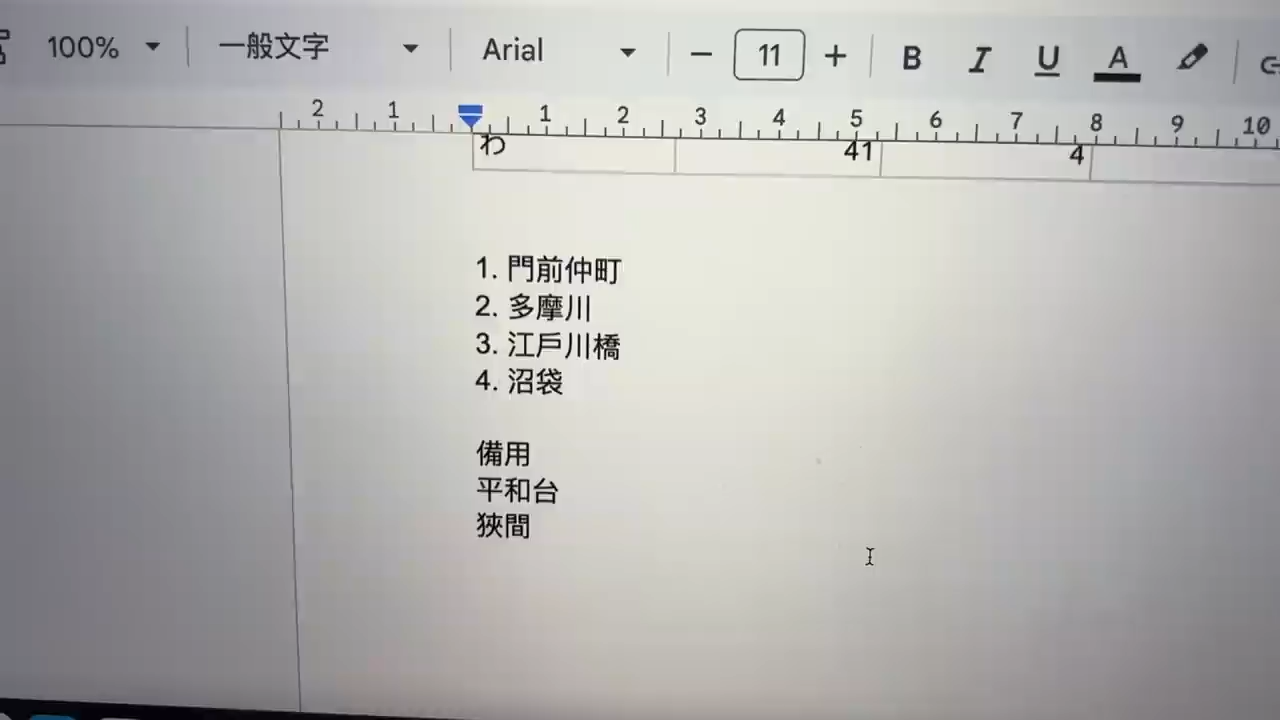 100% 一般文字 Arial 11 B I U A
2 1 1 2 3 4 5 6 7 8 9 10
わ 41 4
1. 門前仲町
2. 多摩川
3. 江戶川橋
4. 沼袋
備用
平和台
狹間